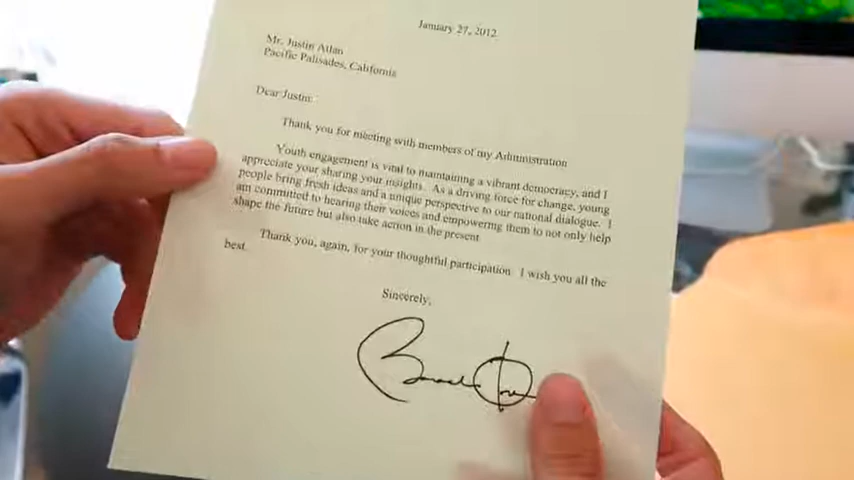 January 27, 2012
Mr. Justin Allan
Pacific Palisades, California
Dear Justin:
Thank you for meeting with members of my Administration
Youth engagement is vital to maintaining a vibrant democracy, and I
appreciate your sharing your insights. As a driving force for change, young
people bring fresh ideas and a unique perspective to our national dialogue. I
am committed to hearing their voices and empowering them to not only help
shape the future but also take action in the present
Thank you, again, for your thoughtful participation. I wish you all the
best.
Sincerely,